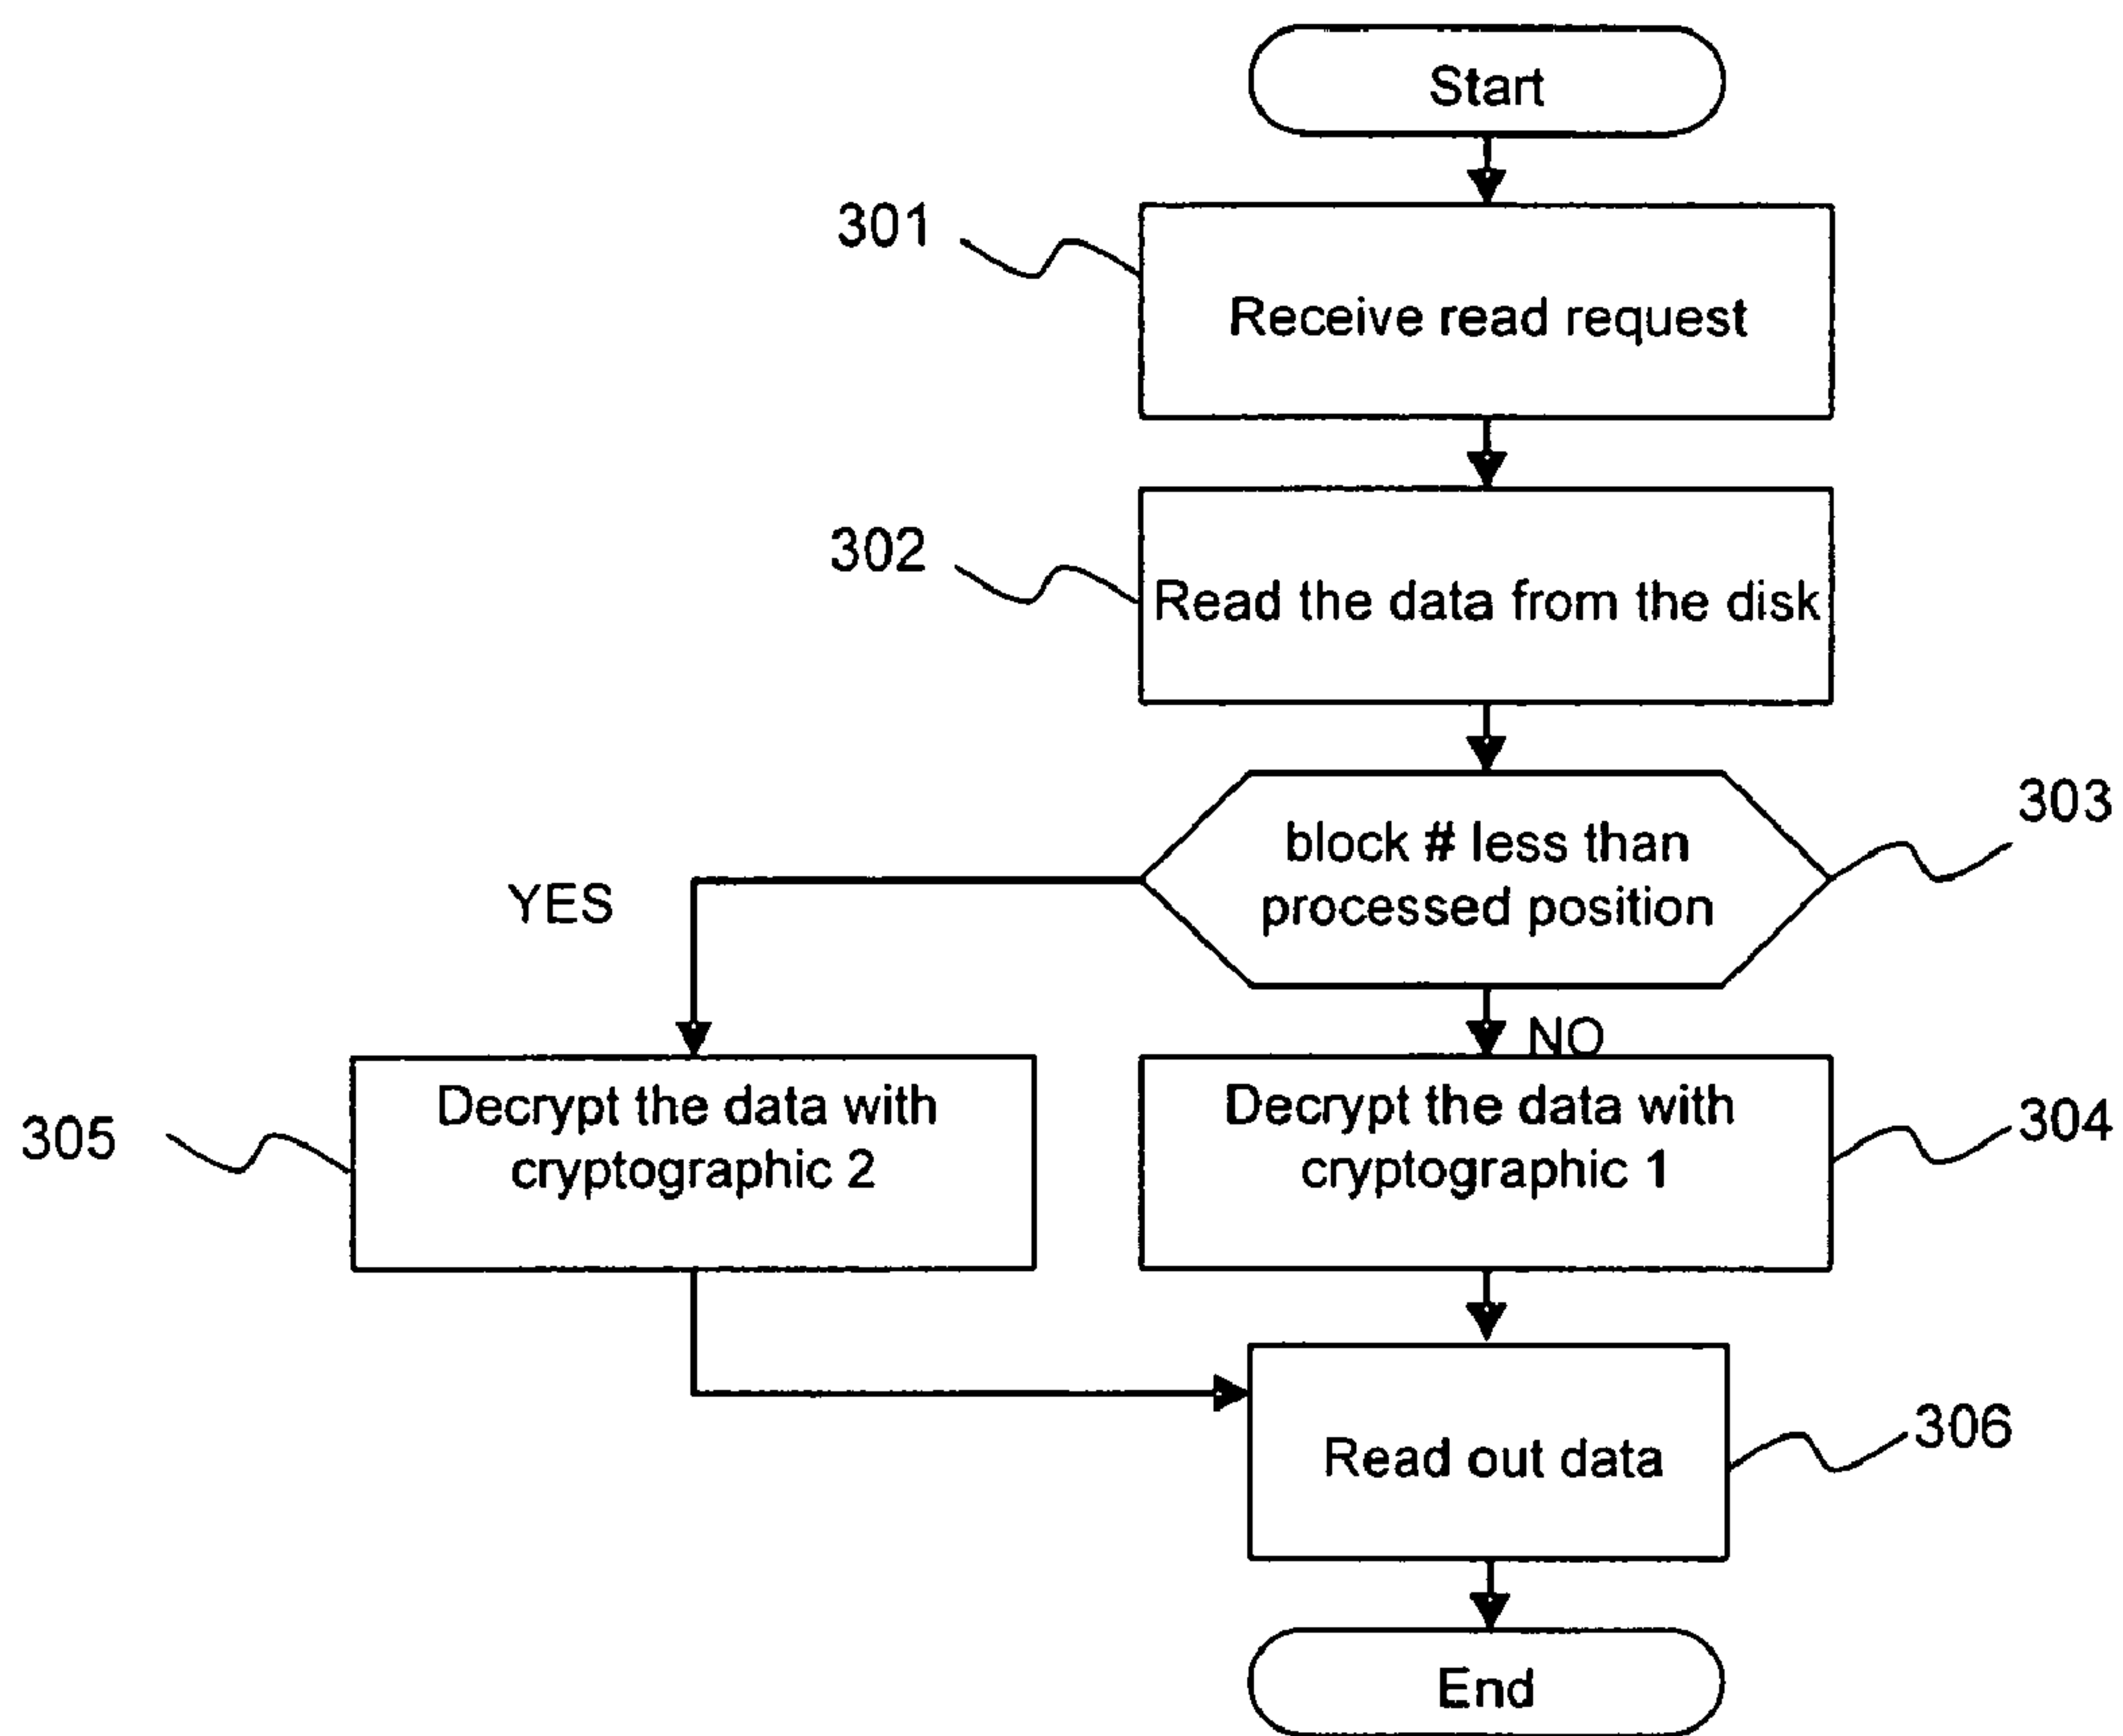 Start
301
Receive read request
302
Read the data from the disk
303
block # less than
processed position
YES
NO
305
Decrypt the data with
cryptographic 2
Decrypt the data with
cryptographic 1
304
Read out data
306
End